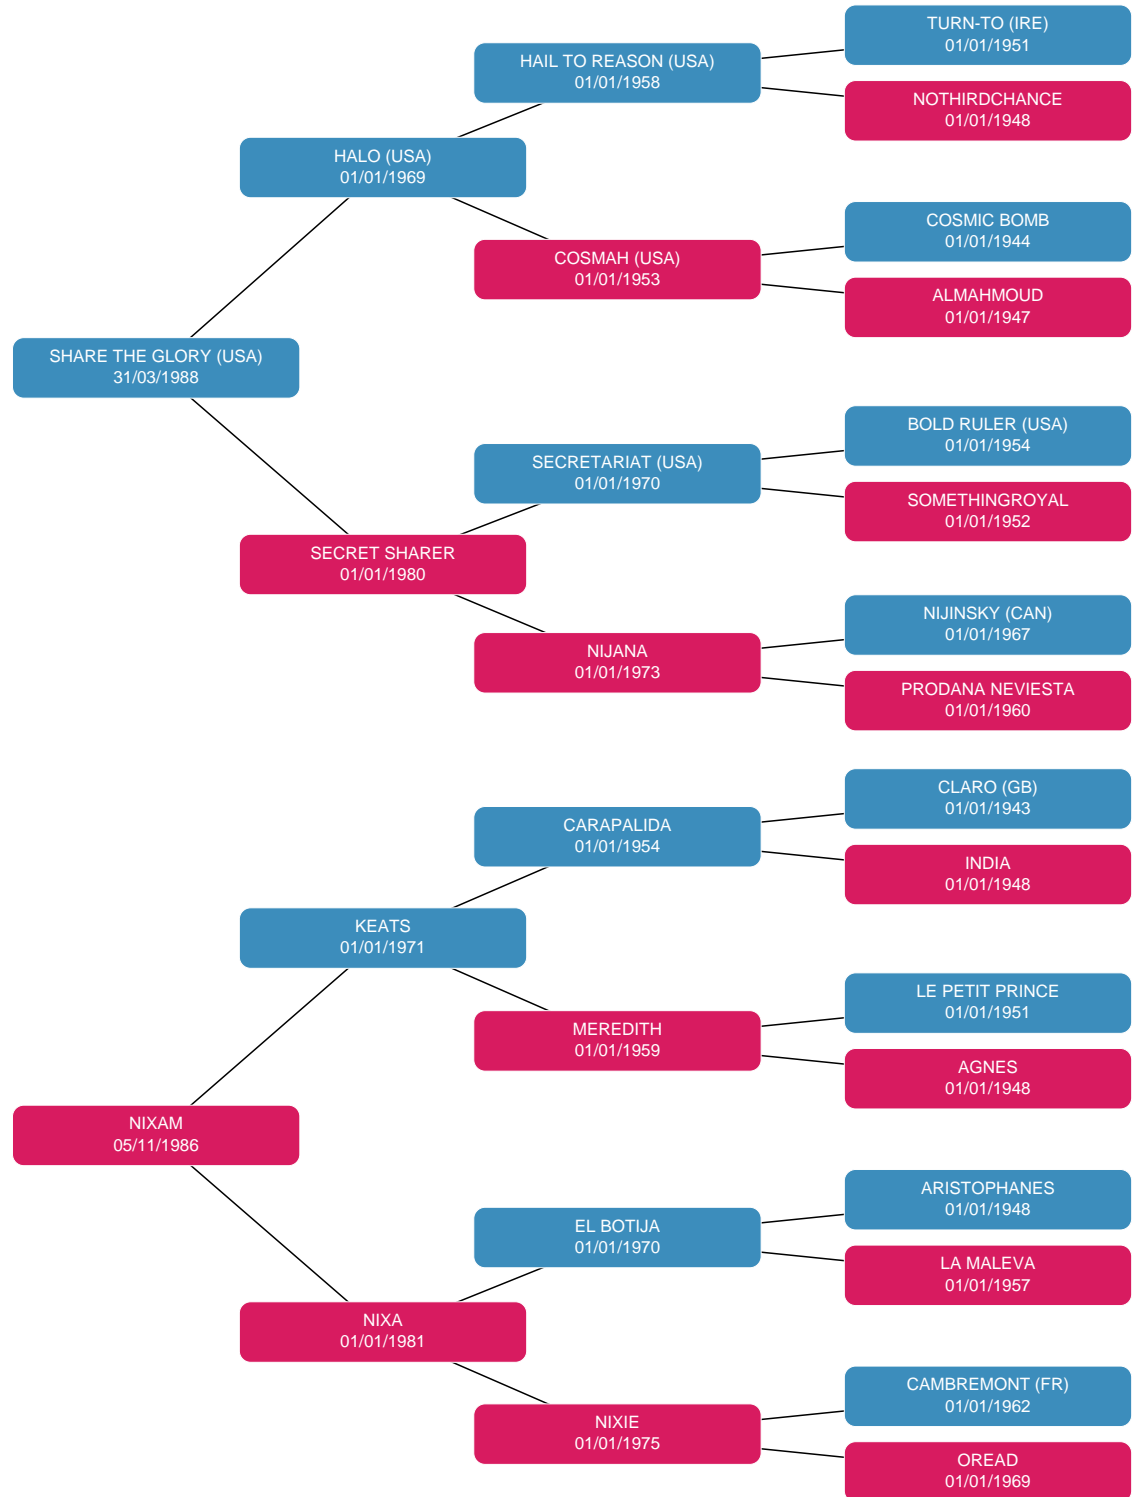 TURN-TO (IRE)
01/01/1951
HAIL TO REASON (USA)
01/01/1958
NOTHIRDCHANCE
01/01/1948
HALO (USA)
01/01/1969
COSMIC BOMB
01/01/1944
COSMAH (USA)
01/01/1953
ALMAHMOUD
01/01/1947
SHARE THE GLORY (USA)
31/03/1988
BOLD RULER (USA)
01/01/1954
SECRETARIAT (USA)
01/01/1970
SOMETHINGROYAL
01/01/1952
SECRET SHARER
01/01/1980
NIJINSKY (CAN)
01/01/1967
NIJANA
01/01/1973
PRODANA NEVIESTA
01/01/1960
CLARO (GB)
01/01/1943
CARAPALIDA
01/01/1954
INDIA
01/01/1948
KEATS
01/01/1971
LE PETIT PRINCE
01/01/1951
MEREDITH
01/01/1959
AGNES
01/01/1948
NIXAM
05/11/1986
ARISTOPHANES
01/01/1948
EL BOTIJA
01/01/1970
LA MALEVA
01/01/1957
NIXA
01/01/1981
CAMBREMONT (FR)
01/01/1962
NIXIE
01/01/1975
OREAD
01/01/1969